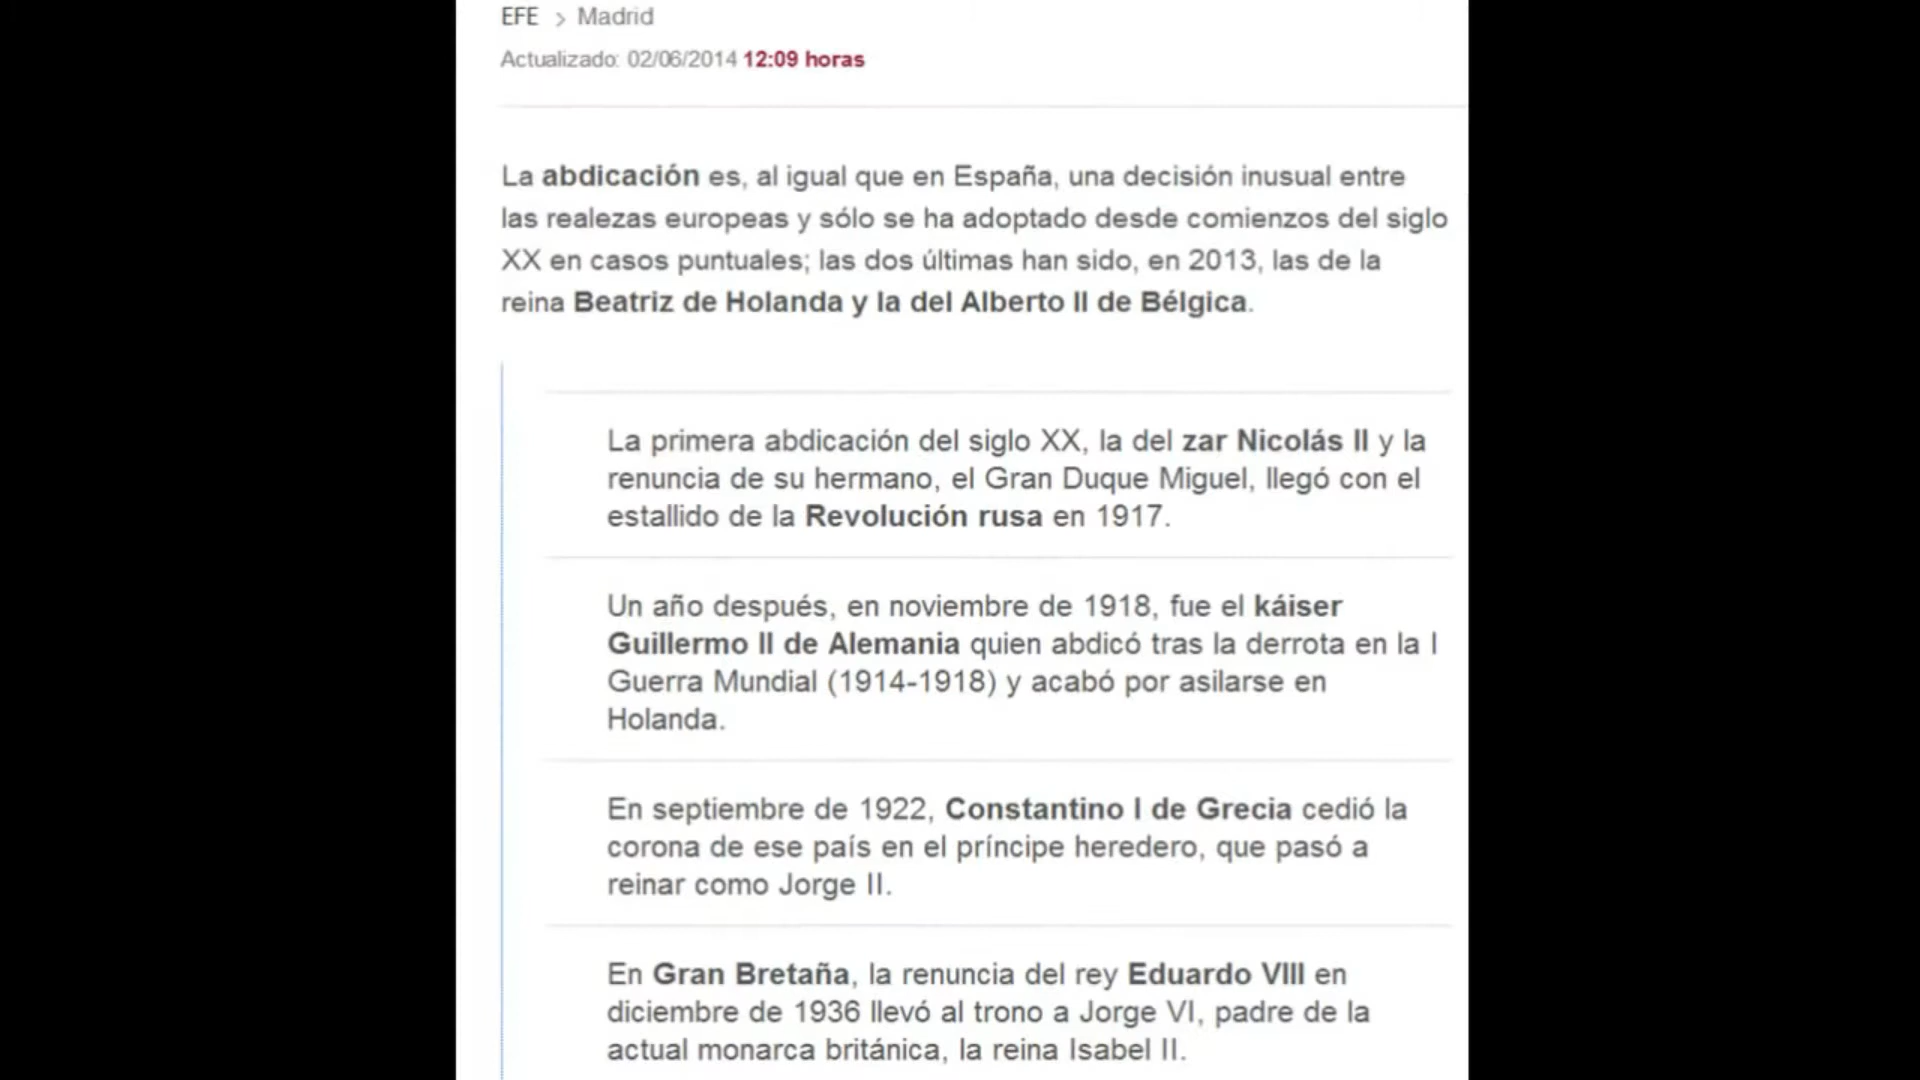 EFE > Madrid
Actualizado: 02/06/2014 12:09 horas
La abdicación es, al igual que en España, una decisión inusual entre
las realezas europeas y sólo se ha adoptado desde comienzos del siglo
XX en casos puntuales; las dos últimas han sido, en 2013, las de la
reina Beatriz de Holanda y la del Alberto II de Bélgica.
La primera abdicación del siglo XX, la del zar Nicolás II y la
renuncia de su hermano, el Gran Duque Miguel, llegó con el
estallido de la Revolución rusa en 1917.
Un año después, en noviembre de 1918, fue el káiser
Guillermo II de Alemania quien abdicó tras la derrota en la I
Guerra Mundial (1914-1918) y acabó por asilarse en
Holanda.
En septiembre de 1922, Constantino I de Grecia cedió la
corona de ese país en el príncipe heredero, que pasó a
reinar como Jorge II.
En Gran Bretaña, la renuncia del rey Eduardo VIII en
diciembre de 1936 llevó al trono a Jorge VI, padre de la
actual monarca británica, la reina Isabel II.